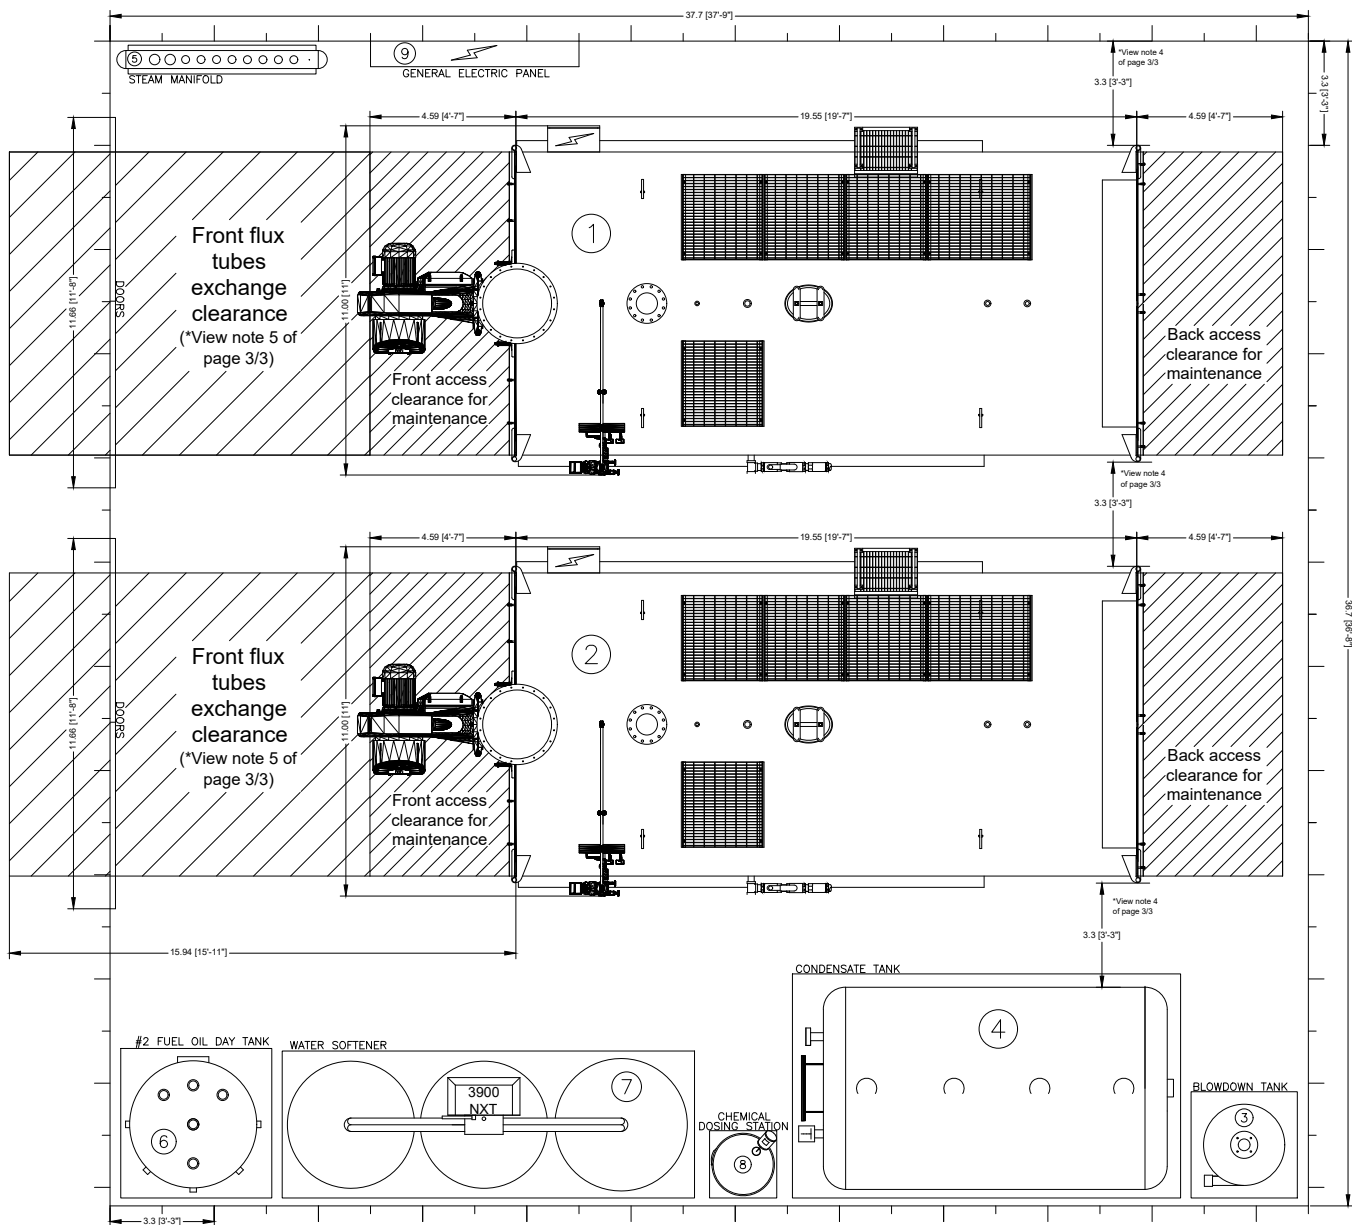 37.7 [37'-9"]
5
STEAM MANIFOLD
9
GENERAL ELECTRIC PANEL
*View note 4
of page 3/3
3.3 [3'-3"]
3.3 [3'-3"]
4.59 [4'-7"]
19.55 [19'-7"]
4.59 [4'-7"]
11.66 [11'-8"]
DOORS
Front flux
tubes
exchange
clearance
(*View note 5 of
page 3/3)
11.00 [11']
1
Front access
clearance for
maintenance
Back access
clearance for
maintenance
*View note 4
of page 3/3
3.3 [3'-3"]
4.59 [4'-7"]
19.55 [19'-7"]
4.59 [4'-7"]
36.7 [36'-8"]
11.66 [11'-8"]
DOORS
Front flux
tubes
exchange
clearance
(*View note 5 of
page 3/3)
11.00 [11']
2
Front access
clearance for
maintenance
Back access
clearance for
maintenance
*View note 4
of page 3/3
3.3 [3'-3"]
15.94 [15'-11"]
CONDENSATE TANK
4
#2 FUEL OIL DAY TANK
6
WATER SOFTENER
3900
NXT
7
CHEMICAL
DOSING STATION
8
BLOWDOWN TANK
3
3.3 [3'-3"]